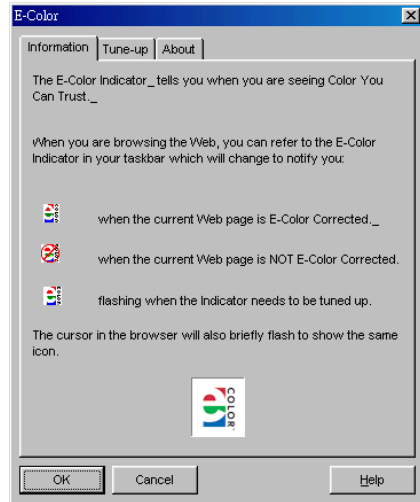 E-Color
Information Tune-up About
The E-Color Indicator_ tells you when you are seeing Color You
Can Trust._
When you are browsing the Web, you can refer to the E-Color
Indicator in your taskbar which will change to notify you:
when the current Web page is E-Color Corrected._
when the current Web page is NOT E-Color Corrected.
flashing when the Indicator needs to be tuned up.
The cursor in the browser will also briefly flash to show the same
icon.
COLOR
OK Cancel Help